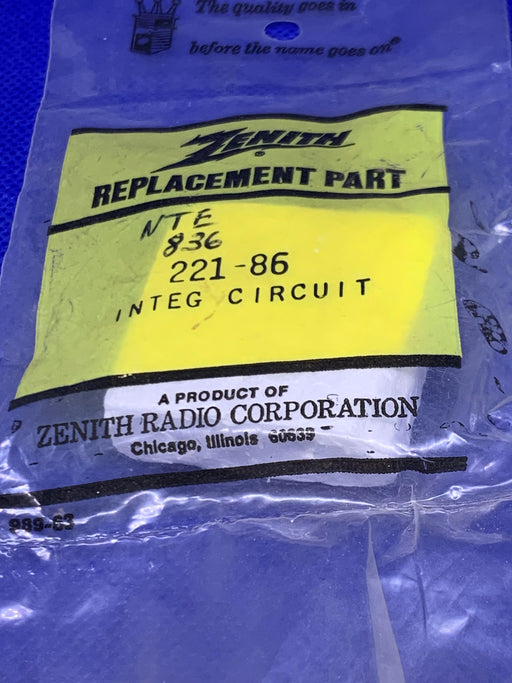 The quality goes in
before the name goes on®
ZENITH®
REPLACEMENT PART
NTE
836
221-86
INTEG CIRCUIT
A PRODUCT OF
ZENITH RADIO CORPORATION
Chicago, Illinois 60639
989-63